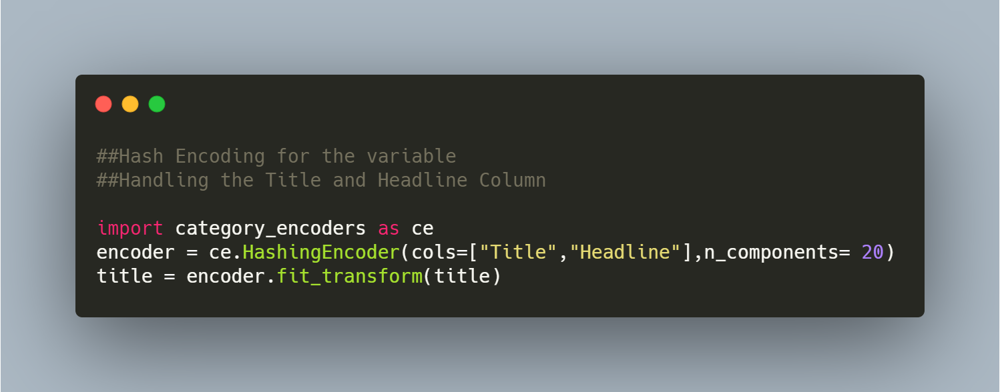 ##Hash Encoding for the variable
##Handling the Title and Headline Column
import category_encoders as ce
encoder = ce.HashingEncoder(cols=["Title","Headline"],n_components= 20)
title = encoder.fit_transform(title)